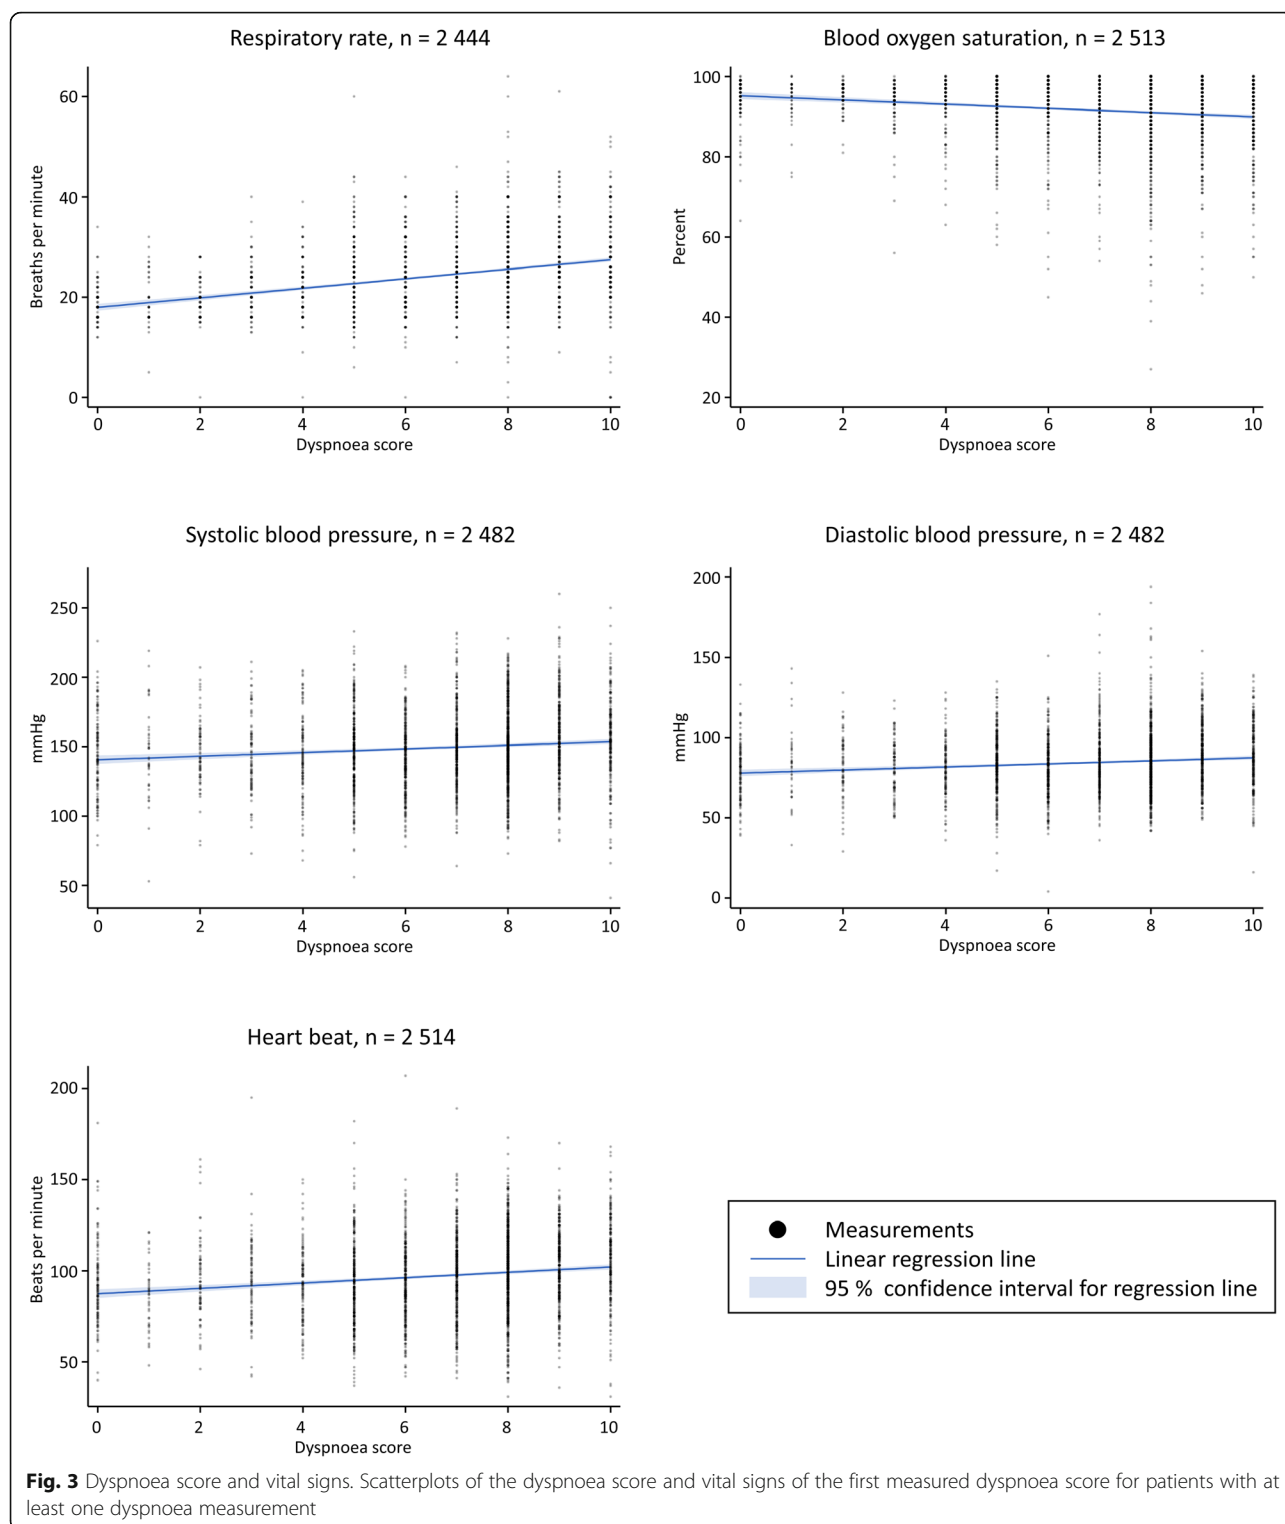 Respiratory rate, n = 2 444
Breaths per minute
60
40
20
0
0 2 4 6 8 10
Dyspnoea score
Blood oxygen saturation, n = 2 513
Percent
100
80
60
40
20
0 2 4 6 8 10
Dyspnoea score
Systolic blood pressure, n = 2 482
mmHg
250
200
150
100
50
0 2 4 6 8 10
Dyspnoea score
Diastolic blood pressure, n = 2 482
mmHg
200
150
100
50
0
0 2 4 6 8 10
Dyspnoea score
Heart beat, n = 2 514
Beats per minute
200
150
100
50
0 2 4 6 8 10
Dyspnoea score
Measurements
Linear regression line
95 % confidence interval for regression line
Fig. 3 Dyspnoea score and vital signs. Scatterplots of the dyspnoea score and vital signs of the first measured dyspnoea score for patients with at
least one dyspnoea measurement